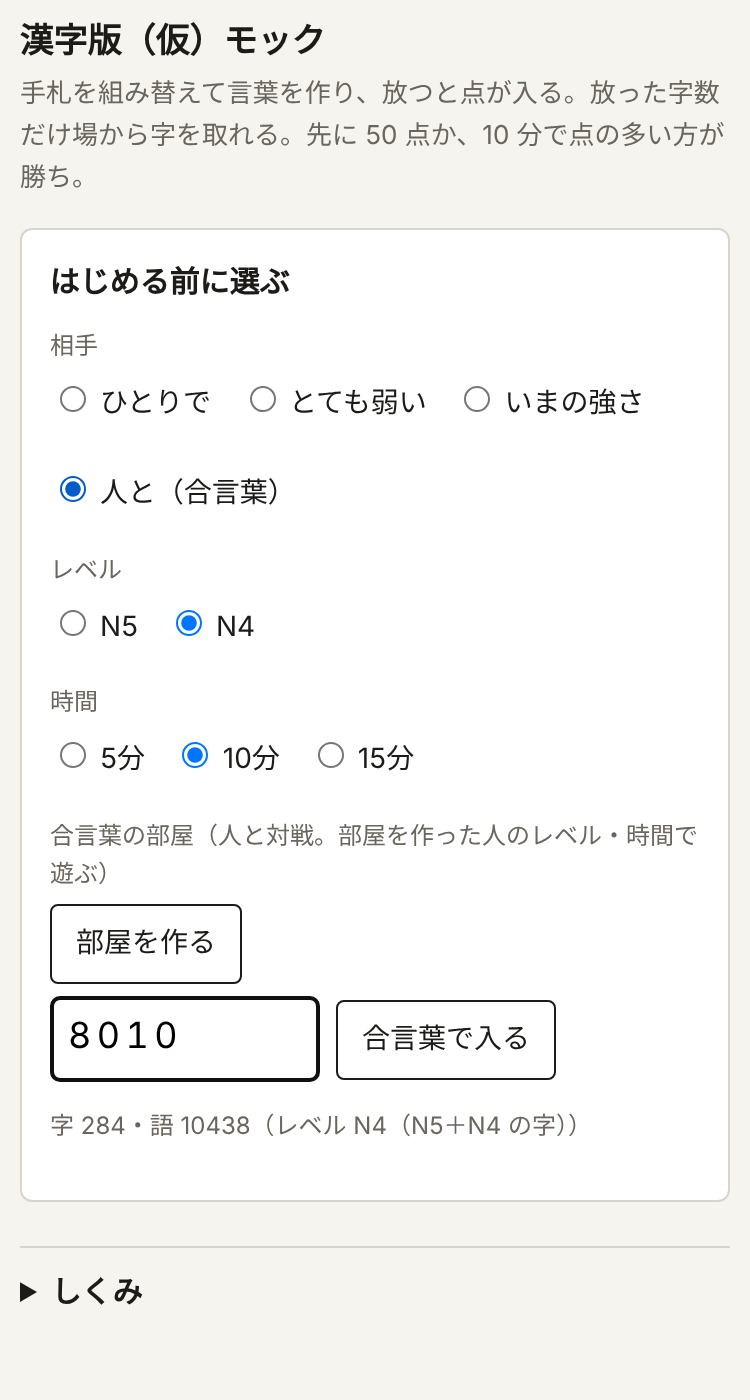 漢字版（仮）モック
手札を組み替えて言葉を作り、放つと点が入る。放った字数
だけ場から字を取れる。先に 50 点か、10 分で点の多い方が
勝ち。
はじめる前に選ぶ
相手
ひとりで とても弱い いまの強さ
人と（合言葉）
レベル
N5 N4
時間
5分 10分 15分
合言葉の部屋（人と対戦。部屋を作った人のレベル・時間で
遊ぶ）
部屋を作る
8010 合言葉で入る
字 284・語 10438（レベル N4（N5＋N4 の字））
しくみ